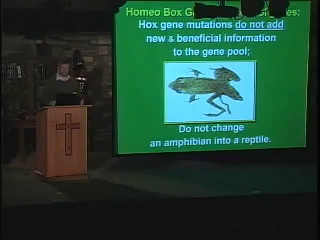 Homeo Box
Hox gene mutations do not add
new & beneficial information
to the gene pool;
Do not change
an amphibian into a reptile.